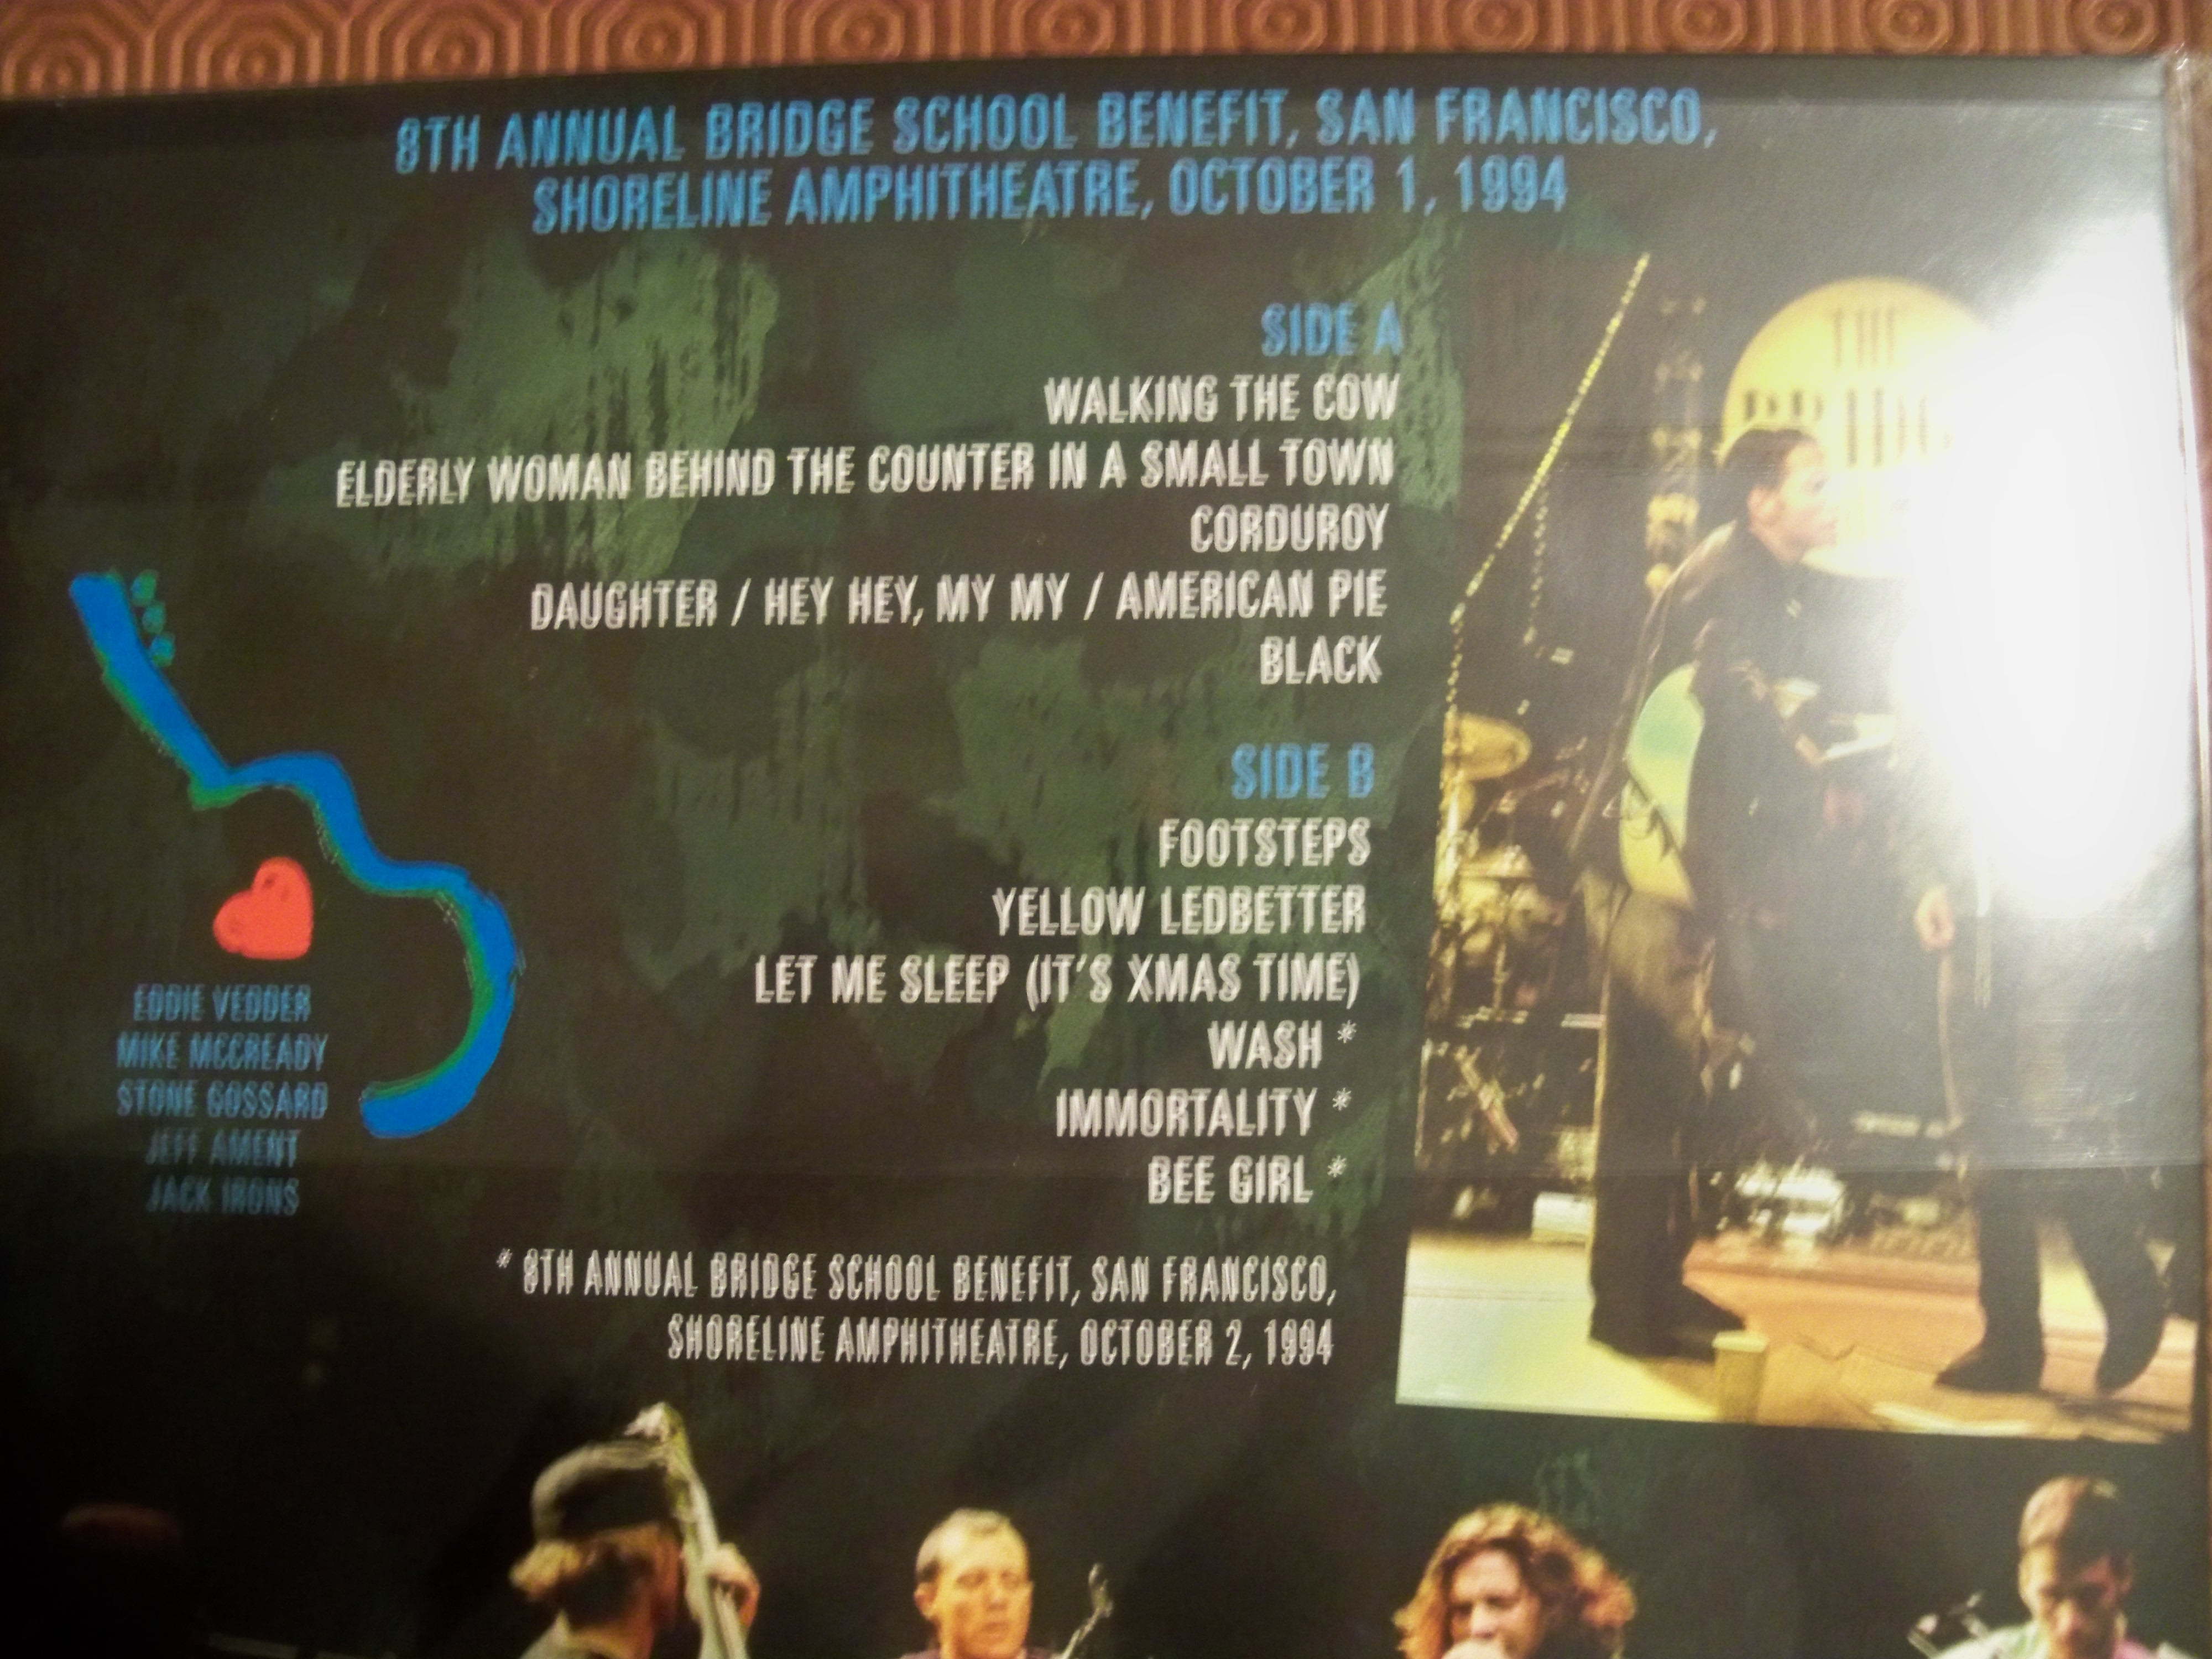 8TH ANNUAL BRIDGE SCHOOL BENEFIT, SAN FRANCISCO,
SHORELINE AMPHITHEATRE, OCTOBER 1, 1994
SIDE A
WALKING THE COW
ELDERLY WOMAN BEHIND THE COUNTER IN A SMALL TOWN
CORDUROY
DAUGHTER / HEY HEY, MY MY / AMERICAN PIE
BLACK
SIDE B
FOOTSTEPS
YELLOW LEDBETTER
LET ME SLEEP (IT'S XMAS TIME)
WASH *
IMMORTALITY *
BEE GIRL *
* 8TH ANNUAL BRIDGE SCHOOL BENEFIT, SAN FRANCISCO,
SHORELINE AMPHITHEATRE, OCTOBER 2, 1994
EDDIE VEDDER
MIKE MCCREADY
STONE GOSSARD
JEFF AMENT
JACK IRONS
THE